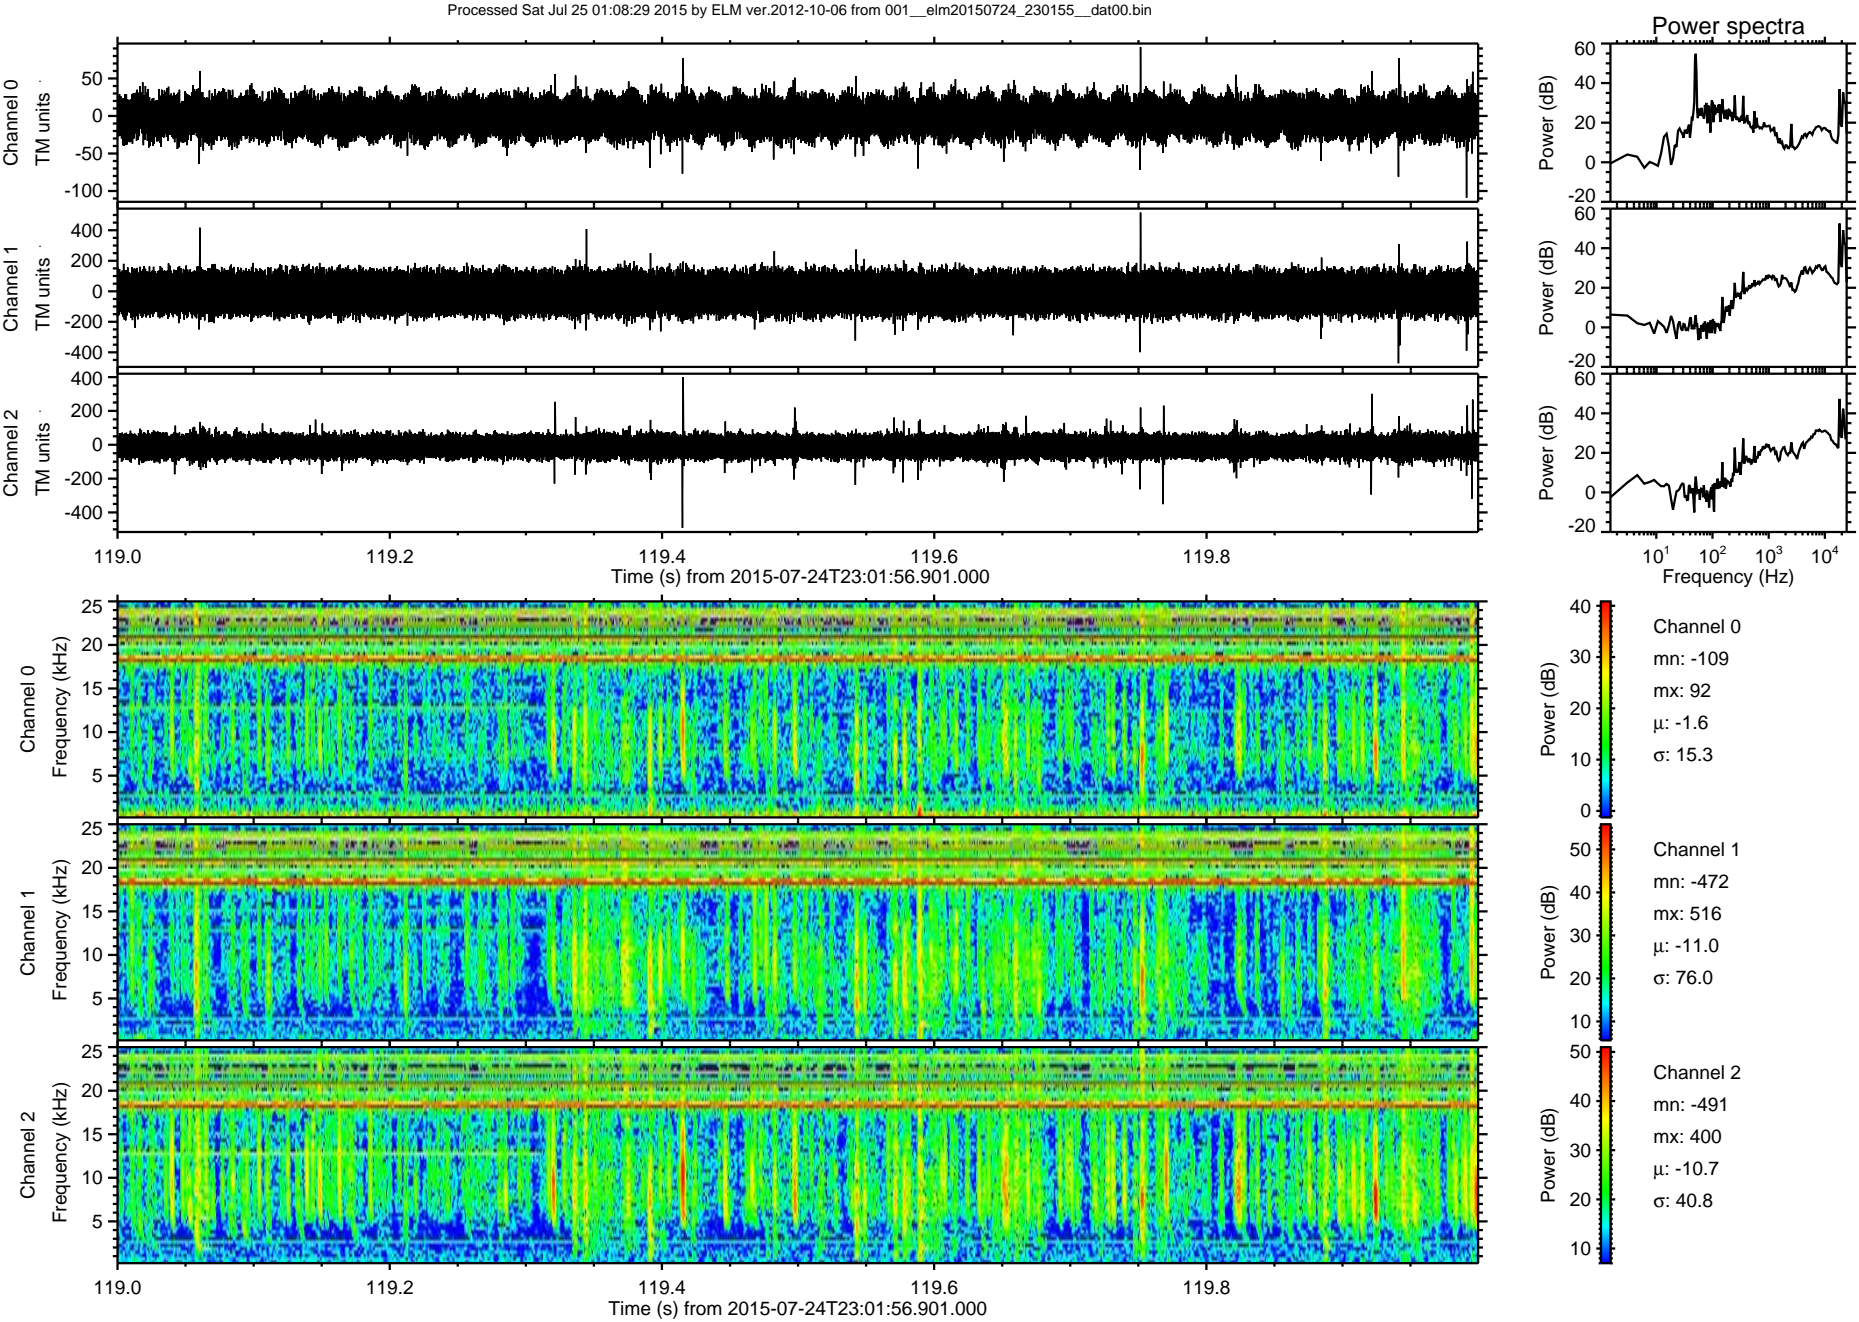 Processed Sat Jul 25 01:08:29 2015 by ELM ver.2012-10-06 from 001__elm20150724_230155__dat00.bin
Power spectra
Channel 0
TM units
50
0
-50
-100
Power (dB)
60
40
20
0
-20
Channel 1
TM units
400
200
0
-200
-400
Power (dB)
60
40
20
0
-20
Channel 2
TM units
400
200
0
-200
-400
Power (dB)
60
40
20
0
-20
119.0 119.2 119.4 119.6 119.8
Time (s) from 2015-07-24T23:01:56.901.000
10¹ 10² 10³ 10⁴
Frequency (Hz)
Channel 0
Frequency (kHz)
25
20
15
10
5
Power (dB)
40
30
20
10
0
Channel 0
mn: -109
mx: 92
μ: -1.6
σ: 15.3
Channel 1
Frequency (kHz)
25
20
15
10
5
Power (dB)
50
40
30
20
10
Channel 1
mn: -472
mx: 516
μ: -11.0
σ: 76.0
Channel 2
Frequency (kHz)
25
20
15
10
5
Power (dB)
50
40
30
20
10
Channel 2
mn: -491
mx: 400
μ: -10.7
σ: 40.8
119.0 119.2 119.4 119.6 119.8
Time (s) from 2015-07-24T23:01:56.901.000